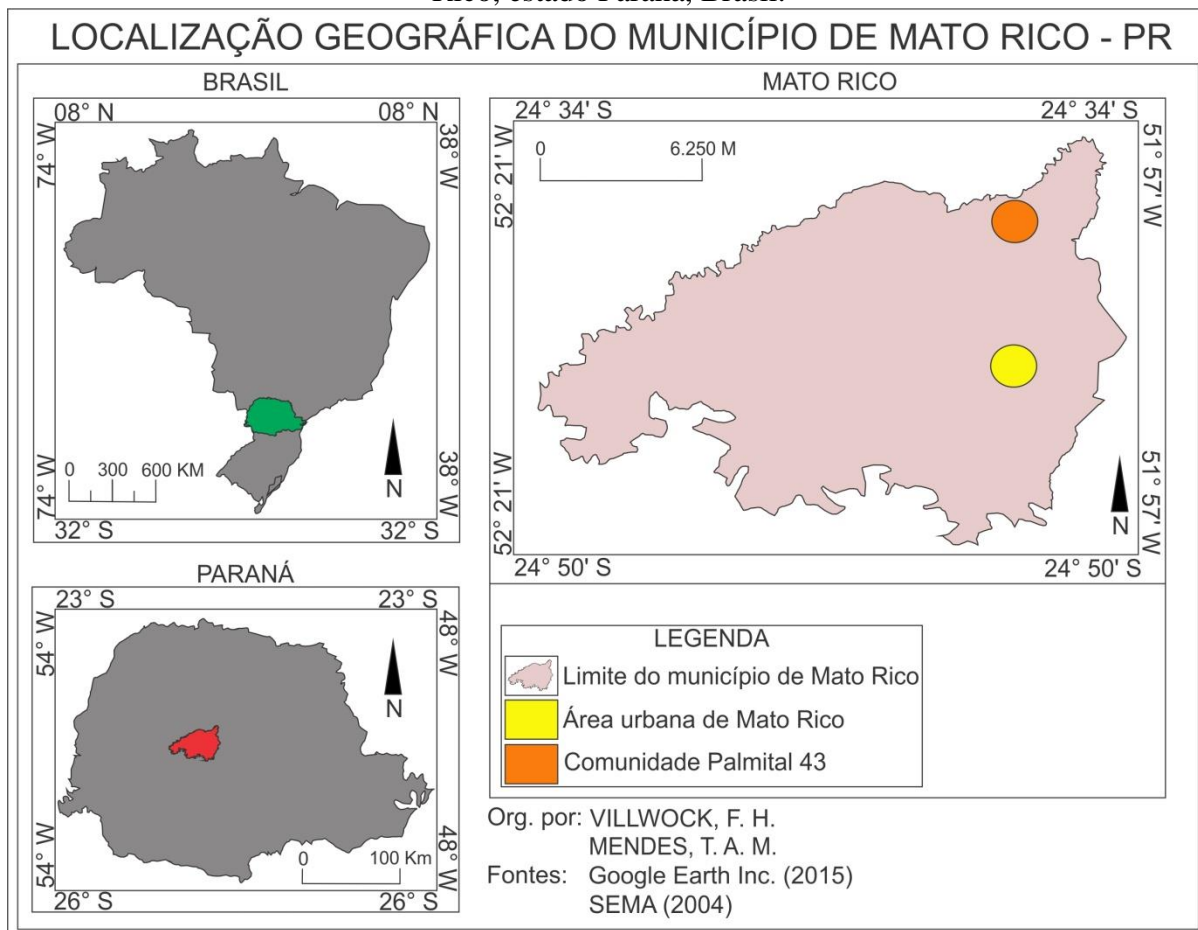 Rico, estado Paraná, Brasil.
LOCALIZAÇÃO GEOGRÁFICA DO MUNICÍPIO DE MATO RICO - PR
BRASIL
08° N
08° N
74° W
38° W
0 300 600 KM
N
74° W
38° W
32° S
32° S
MATO RICO
24° 34' S
24° 34' S
52° 21' W
51° 57' W
0 6.250 M
N
52° 21' W
51° 57' W
24° 50' S
24° 50' S
PARANÁ
23° S
23° S
54° W
48° W
N
0 100 Km
54° W
48° W
26° S
26° S
LEGENDA
Limite do município de Mato Rico
Área urbana de Mato Rico
Comunidade Palmital 43
Org. por: VILLWOCK, F. H.
MENDES, T. A. M.
Fontes: Google Earth Inc. (2015)
SEMA (2004)